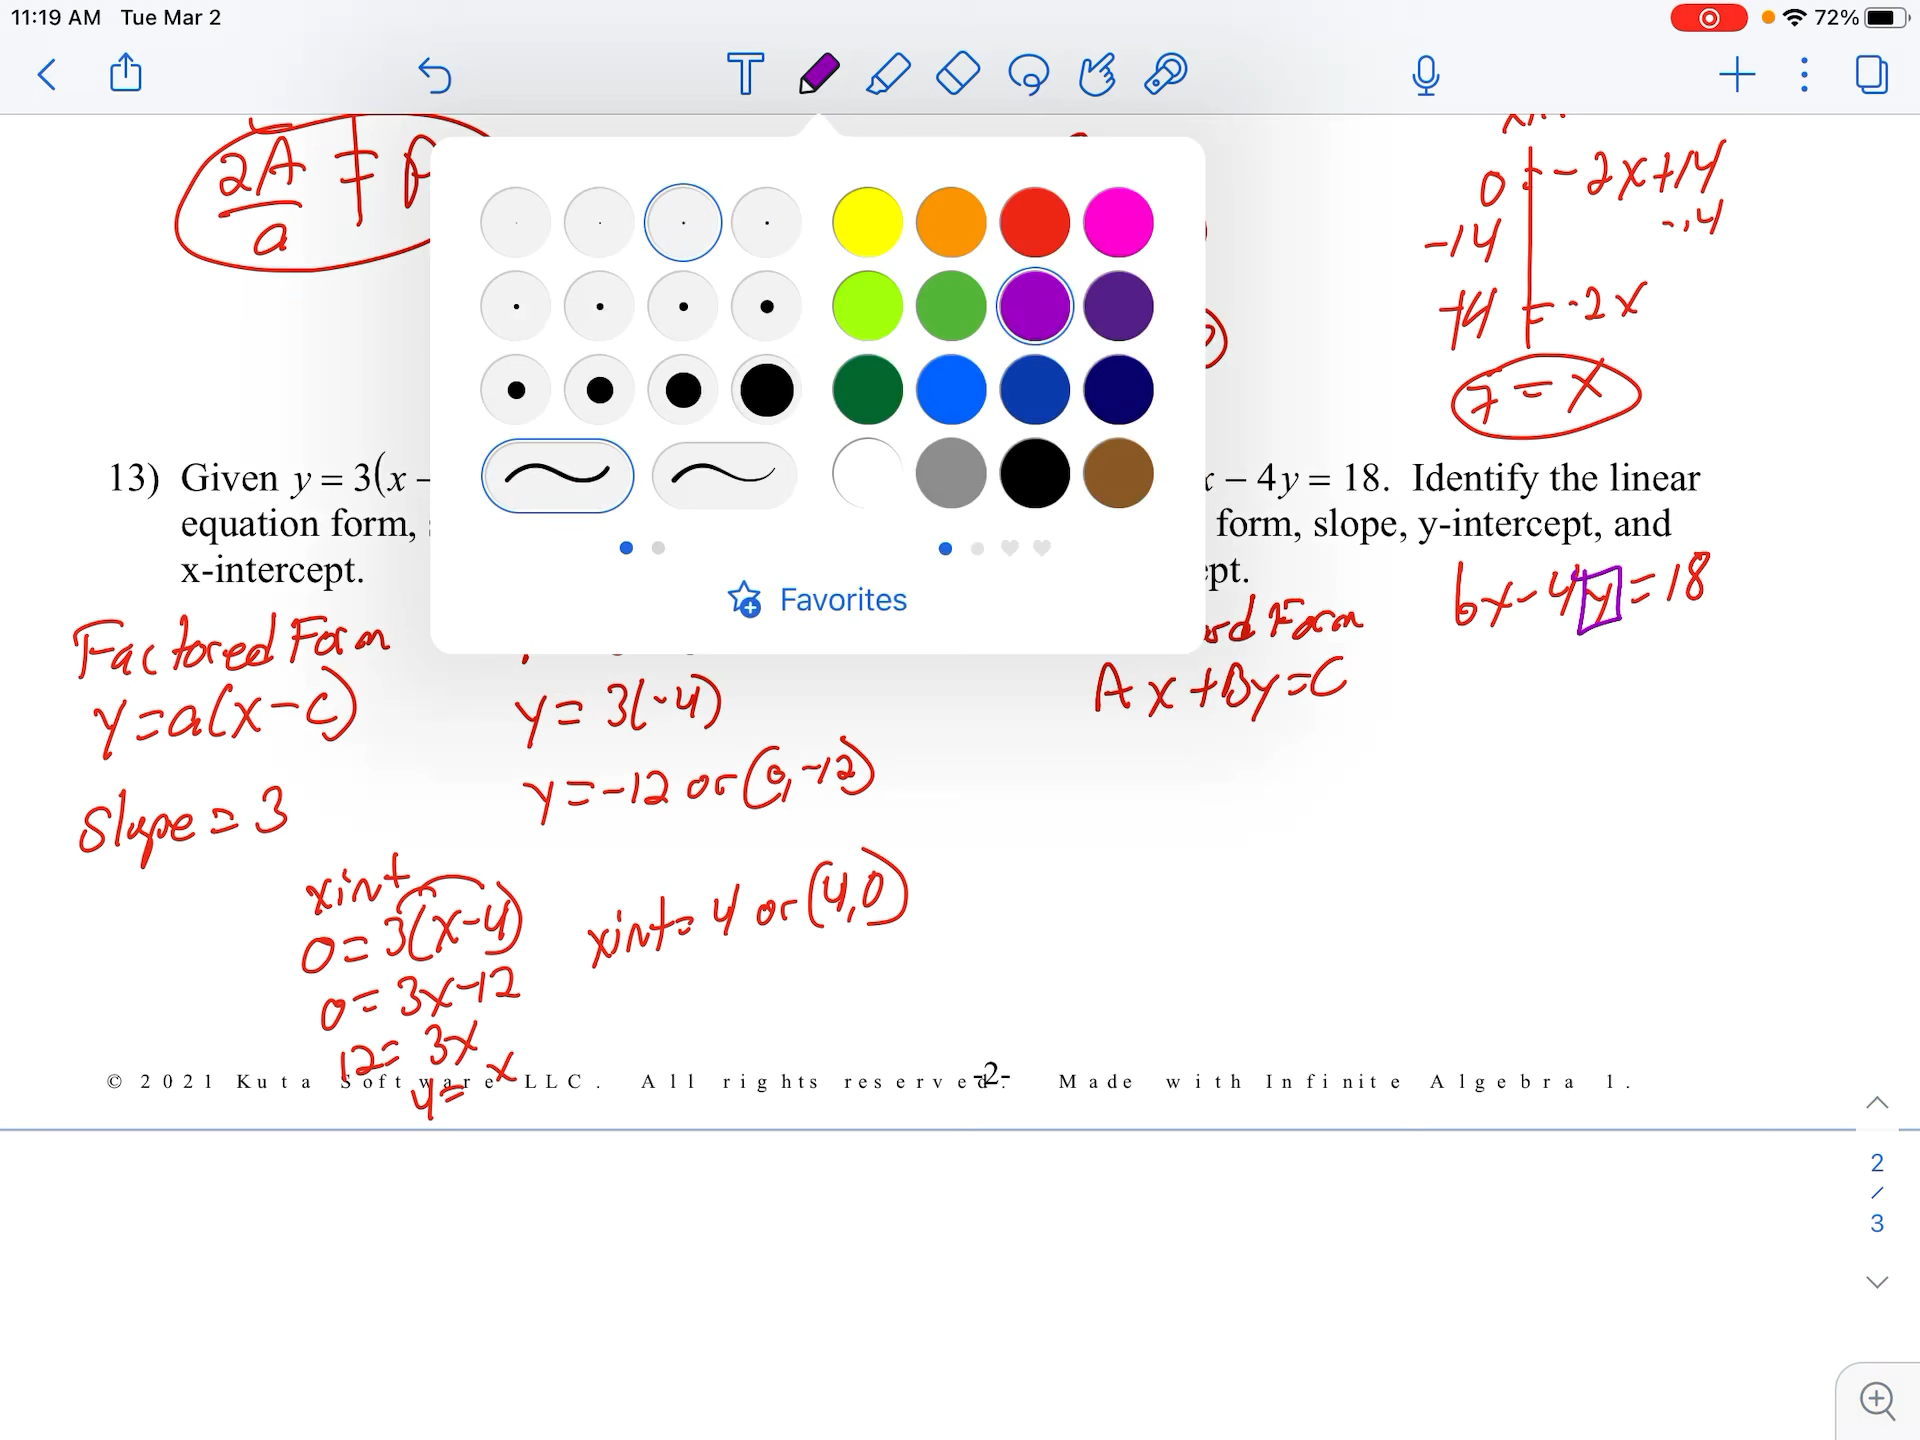 11:19 AM Tue Mar 2
72%
T
2A
a
0 = -2x+14
-14
-14
-14 = -2x
7 = x
13) Given y = 3(x −
equation form,
x-intercept.
x − 4y = 18. Identify the linear
form, slope, y-intercept, and
Favorites
6x-4y=18
Factored Form
y=a(x-c)
Form
Ax+By=C
y= 3(-4)
y=-12 or (0,-12)
Slope = 3
xint
0=3(x-4)
0= 3x-12
12= 3x
4= x
xint= 4 or (4,0)
© 2021 Kuta Software LLC. All rights reserved. -2- Made with Infinite Algebra 1.
2
/
3